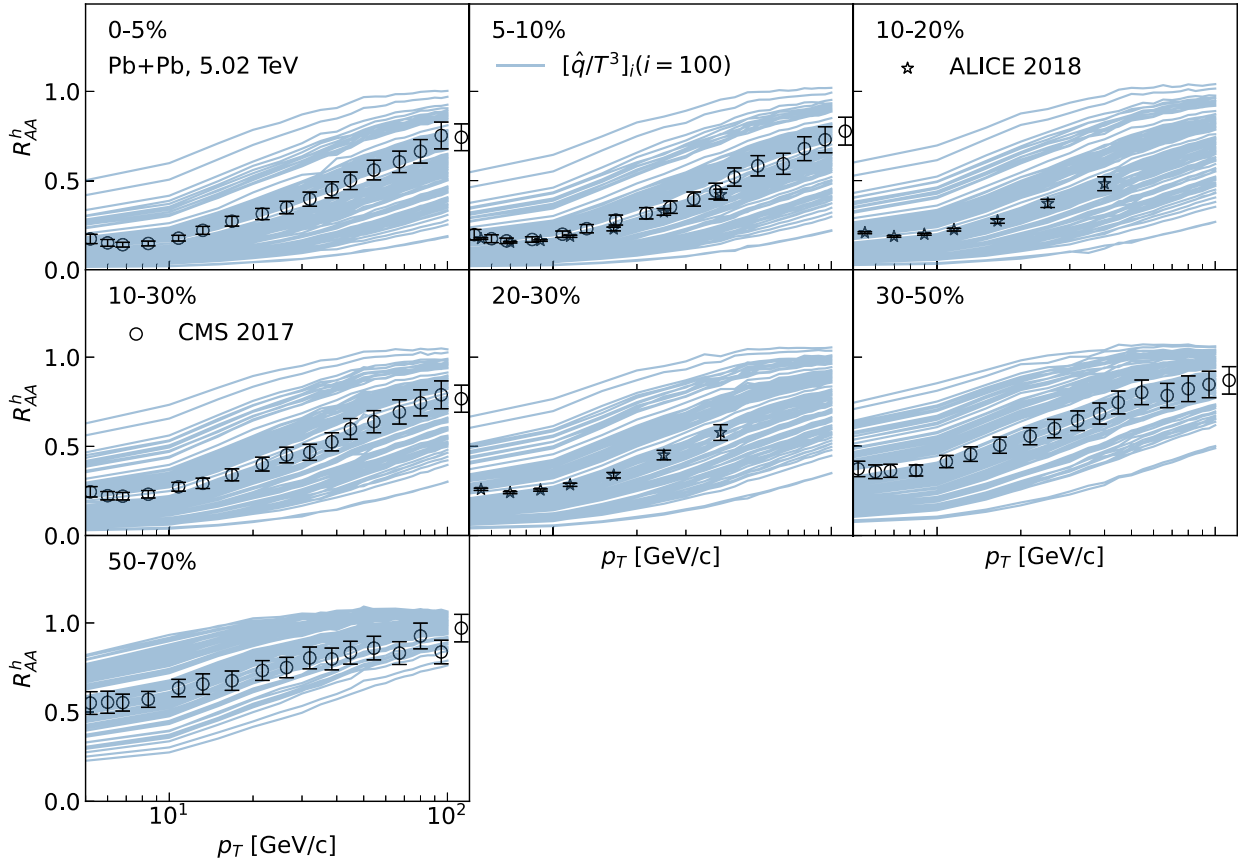 0-5%
Pb+Pb, 5.02 TeV
5-10%
[q̂/T³]ᵢ(i = 100)
10-20%
ALICE 2018
1.0
0.5
0.0
R^h_AA
10-30%
CMS 2017
20-30%
30-50%
1.0
0.5
0.0
R^h_AA
p_T [GeV/c]
p_T [GeV/c]
50-70%
1.0
0.5
0.0
R^h_AA
10¹
10²
p_T [GeV/c]